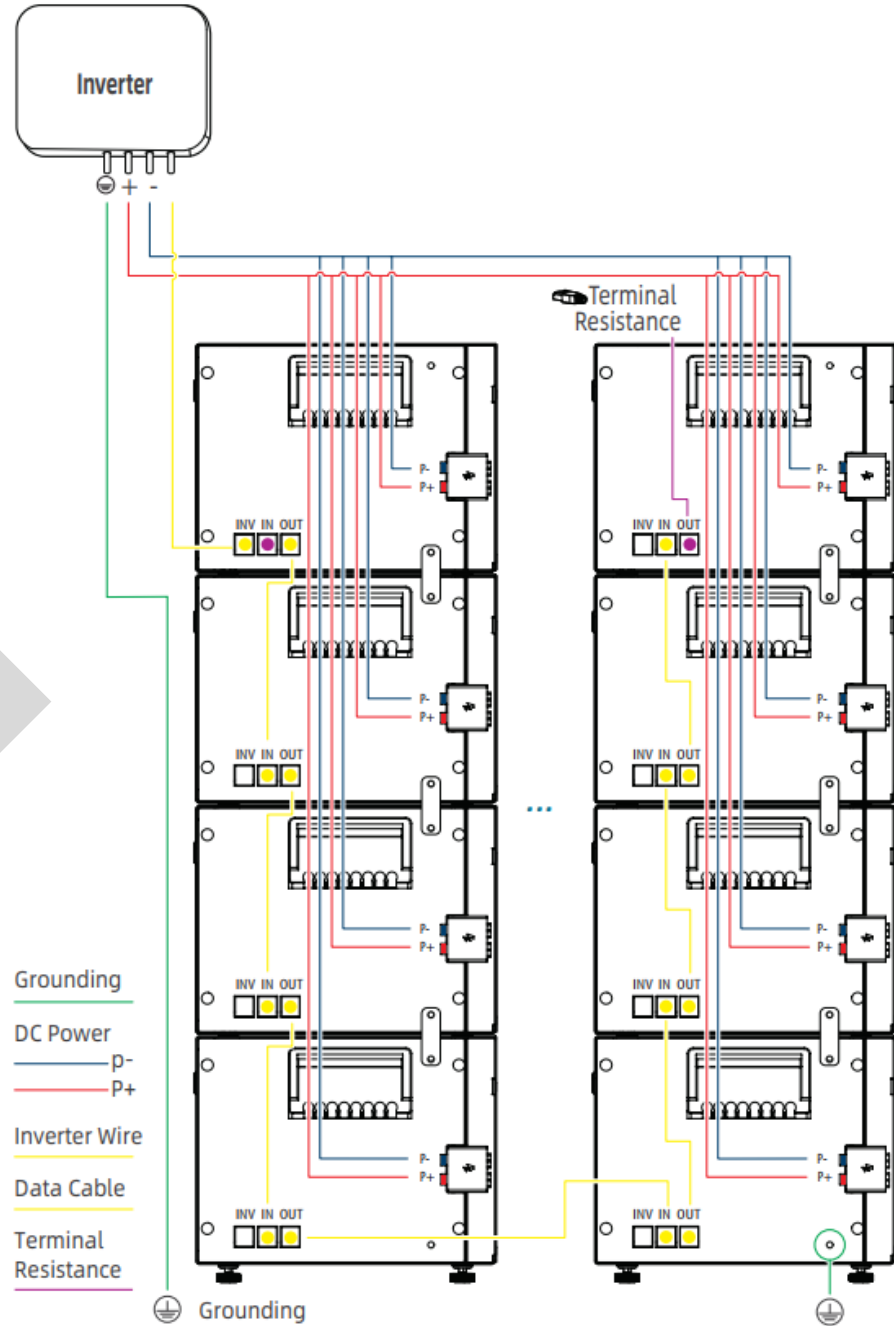 Inverter
+ -
Terminal
Resistance
P-
P+
P-
P+
INV IN OUT
INV IN OUT
P-
P+
P-
P+
INV IN OUT
INV IN OUT
...
P-
P+
P-
P+
Grounding
INV IN OUT
INV IN OUT
DC Power
p-
P+
Inverter Wire
P-
P+
P-
P+
Data Cable
INV IN OUT
INV IN OUT
Terminal
Resistance
Grounding